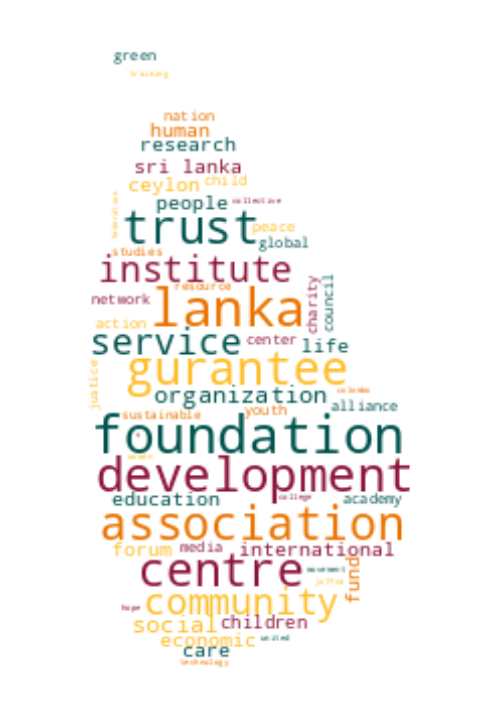 green
training
nation
human
research
sri lanka
ceylon child
people collective
federation
trust peace
global
studies
institute
resource
network
lanka
charity
council
action
service center life
gurantee
justice
colombo
organization
alliance
sustainable youth
foundation
development
education college academy
association
forum media international
centre movement
jaffna
fund
hope community
social children
economic united
care
technology